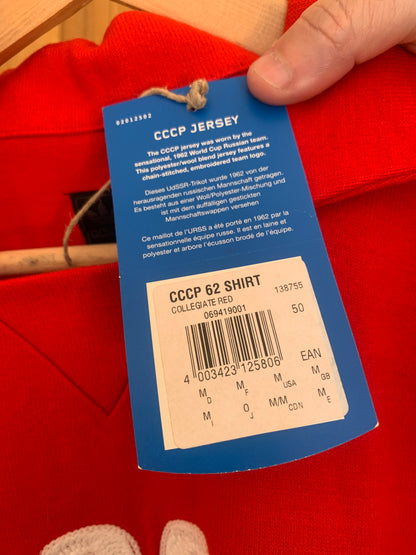 02012502
CCCP JERSEY
The CCCP jersey was worn by the
sensational, 1962 World Cup Russian team.
This polyester/wool blend jersey features a
chain-stitched, embroidered team logo.
Dieses UdSSR-Trikot wurde 1962 von der
herausragenden russischen Mannschaft getragen.
Es besteht aus einer Woll/Polyester-Mischung und
ist mit dem auffälligen gestickten
Mannschaftswappen versehen
Ce maillot de l'URSS a été porté en 1962 par la
sensationnelle équipe russe. Il est en laine et
polyester et arbore l'écusson brodé de l'équipe.
CCCP 62 SHIRT 138755
COLLEGIATE RED
069419001 50
4 003423 125806 EAN
M D M F M USA M GB
M I O J M/M CDN M E